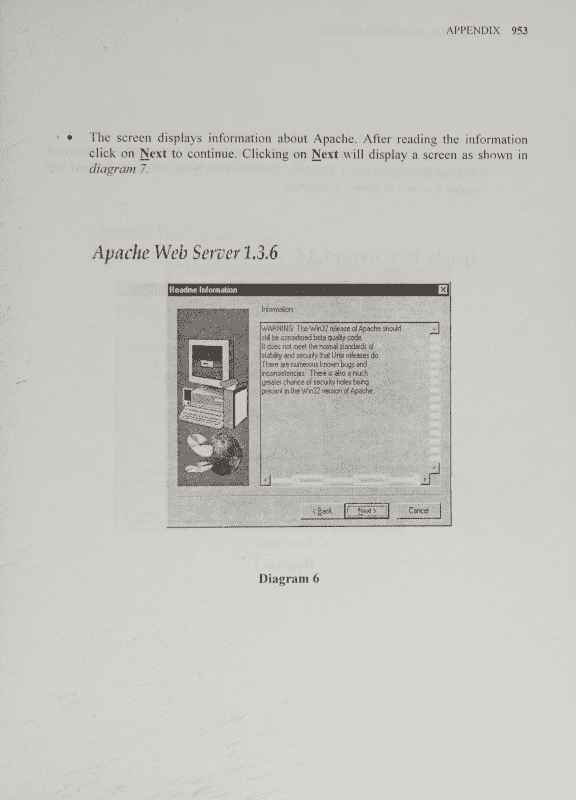 APPENDIX 953
• The screen displays information about Apache. After reading the information
click on Next to continue. Clicking on Next will display a screen as shown in
diagram 7.
Apache Web Server 1.3.6
Readme Information
Information:
WARNING: The Win32 release of Apache should
still be considered beta quality code.
It does not meet the normal standards of
stability and security that Unix releases do.
There are numerous known bugs and
inconsistencies. There is also a much
greater chance of security holes being
present in the Win32 version of Apache.
< Back Next > Cancel
Diagram 6